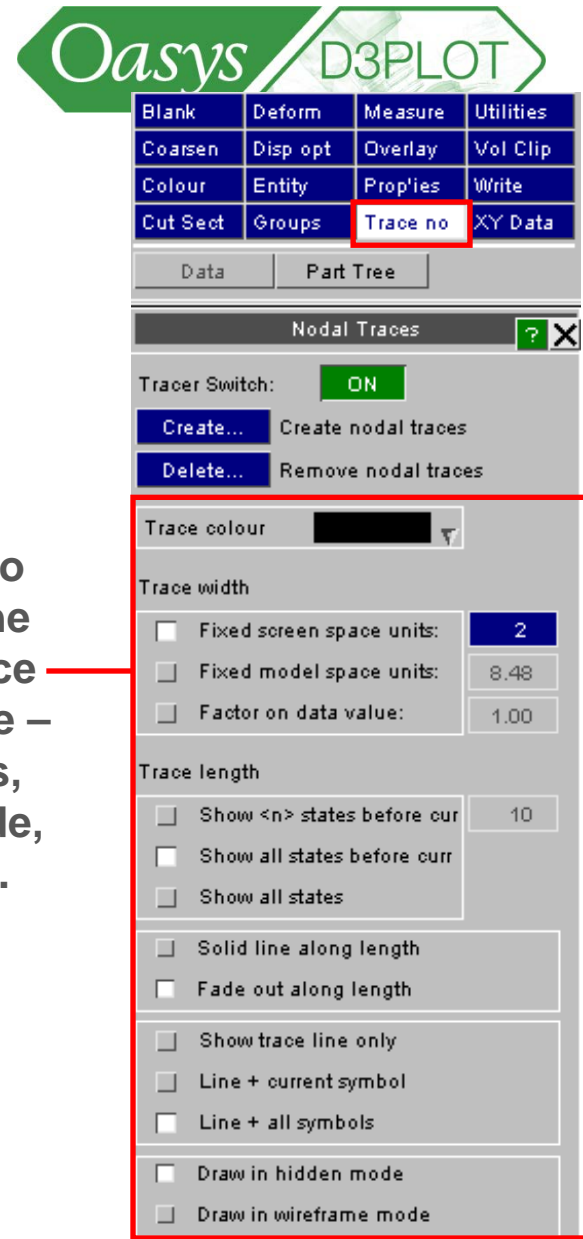 Oasys D3PLOT
Blank Deform Measure Utilities
Coarsen Disp opt Overlay Vol Clip
Colour Entity Prop'ies Write
Cut Sect Groups Trace no XY Data
Data Part Tree
Nodal Traces ? X
Tracer Switch: ON
Create... Create nodal traces
Delete... Remove nodal traces
Trace colour
Trace width
Fixed screen space units: 2
Fixed model space units: 8.48
Factor on data value: 1.00
Trace length
Show <n> states before cur 10
Show all states before curr
Show all states
Solid line along length
Fade out along length
Show trace line only
Line + current symbol
Line + all symbols
Draw in hidden mode
Draw in wireframe mode
o
ne
ce
e –
s,
le,
.